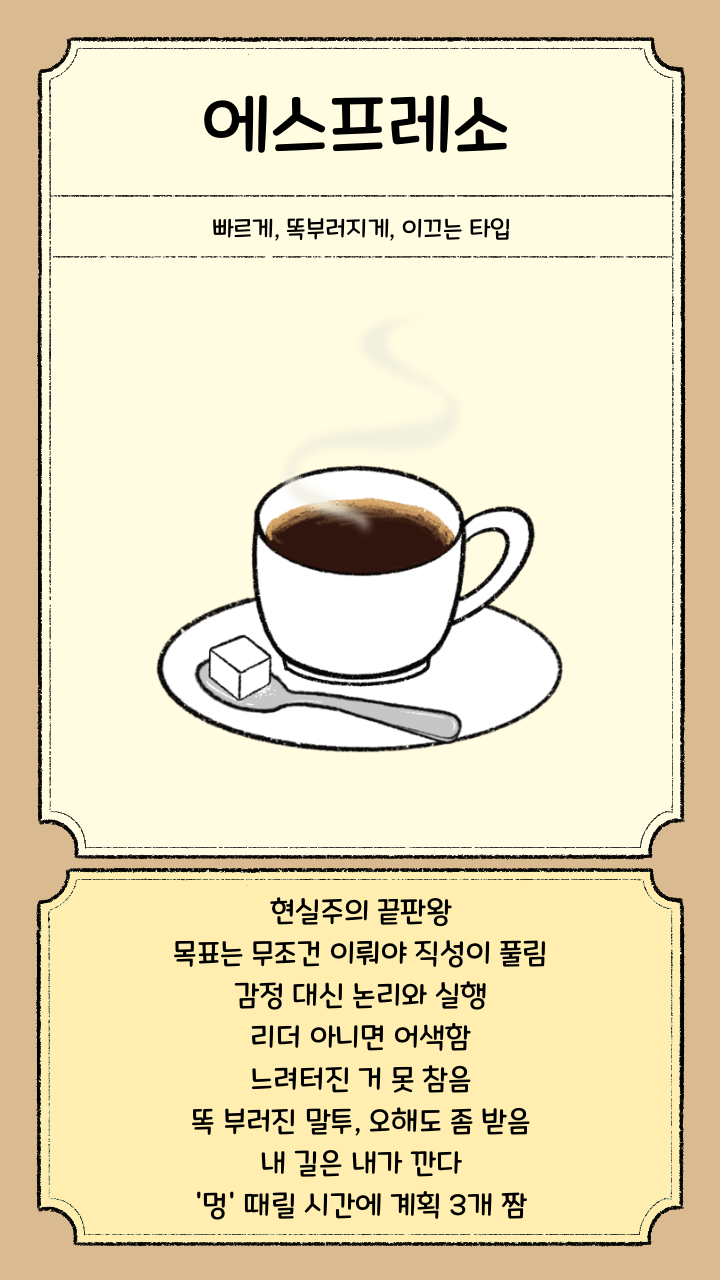 에스프레소
빠르게, 똑부러지게, 이끄는 타입
현실주의 끝판왕
목표는 무조건 이뤄야 직성이 풀림
감정 대신 논리와 실행
리더 아니면 어색함
느려터진 거 못 참음
똑 부러진 말투, 오해도 좀 받음
내 길은 내가 깐다
'멍' 때릴 시간에 계획 3개 짬